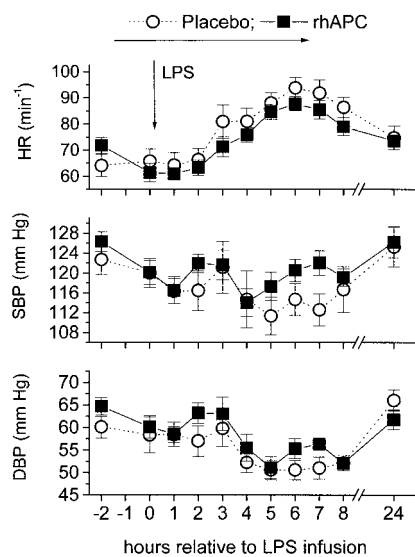 Placebo; rhAPC
LPS
HR (min-1)
100
90
80
70
60
SBP (mm Hg)
128
124
120
116
112
108
DBP (mm Hg)
70
65
60
55
50
45
-2 -1 0 1 2 3 4 5 6 7 8 24
hours relative to LPS infusion